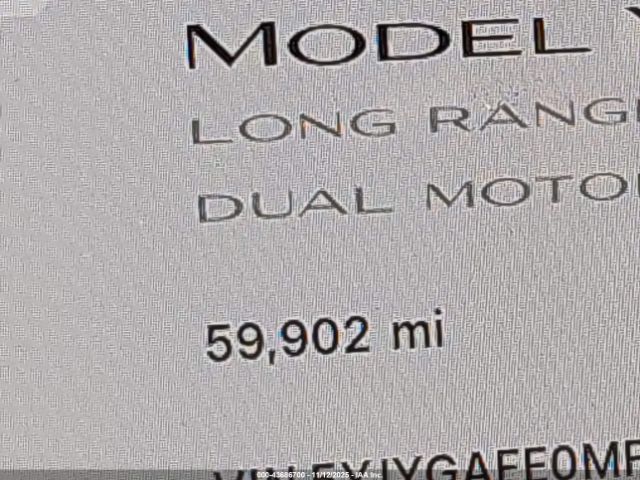 MODEL
LONG RANG
DUAL MOTO
59,902 mi
000-43686700 - 11/12/2025 - IAA Inc.